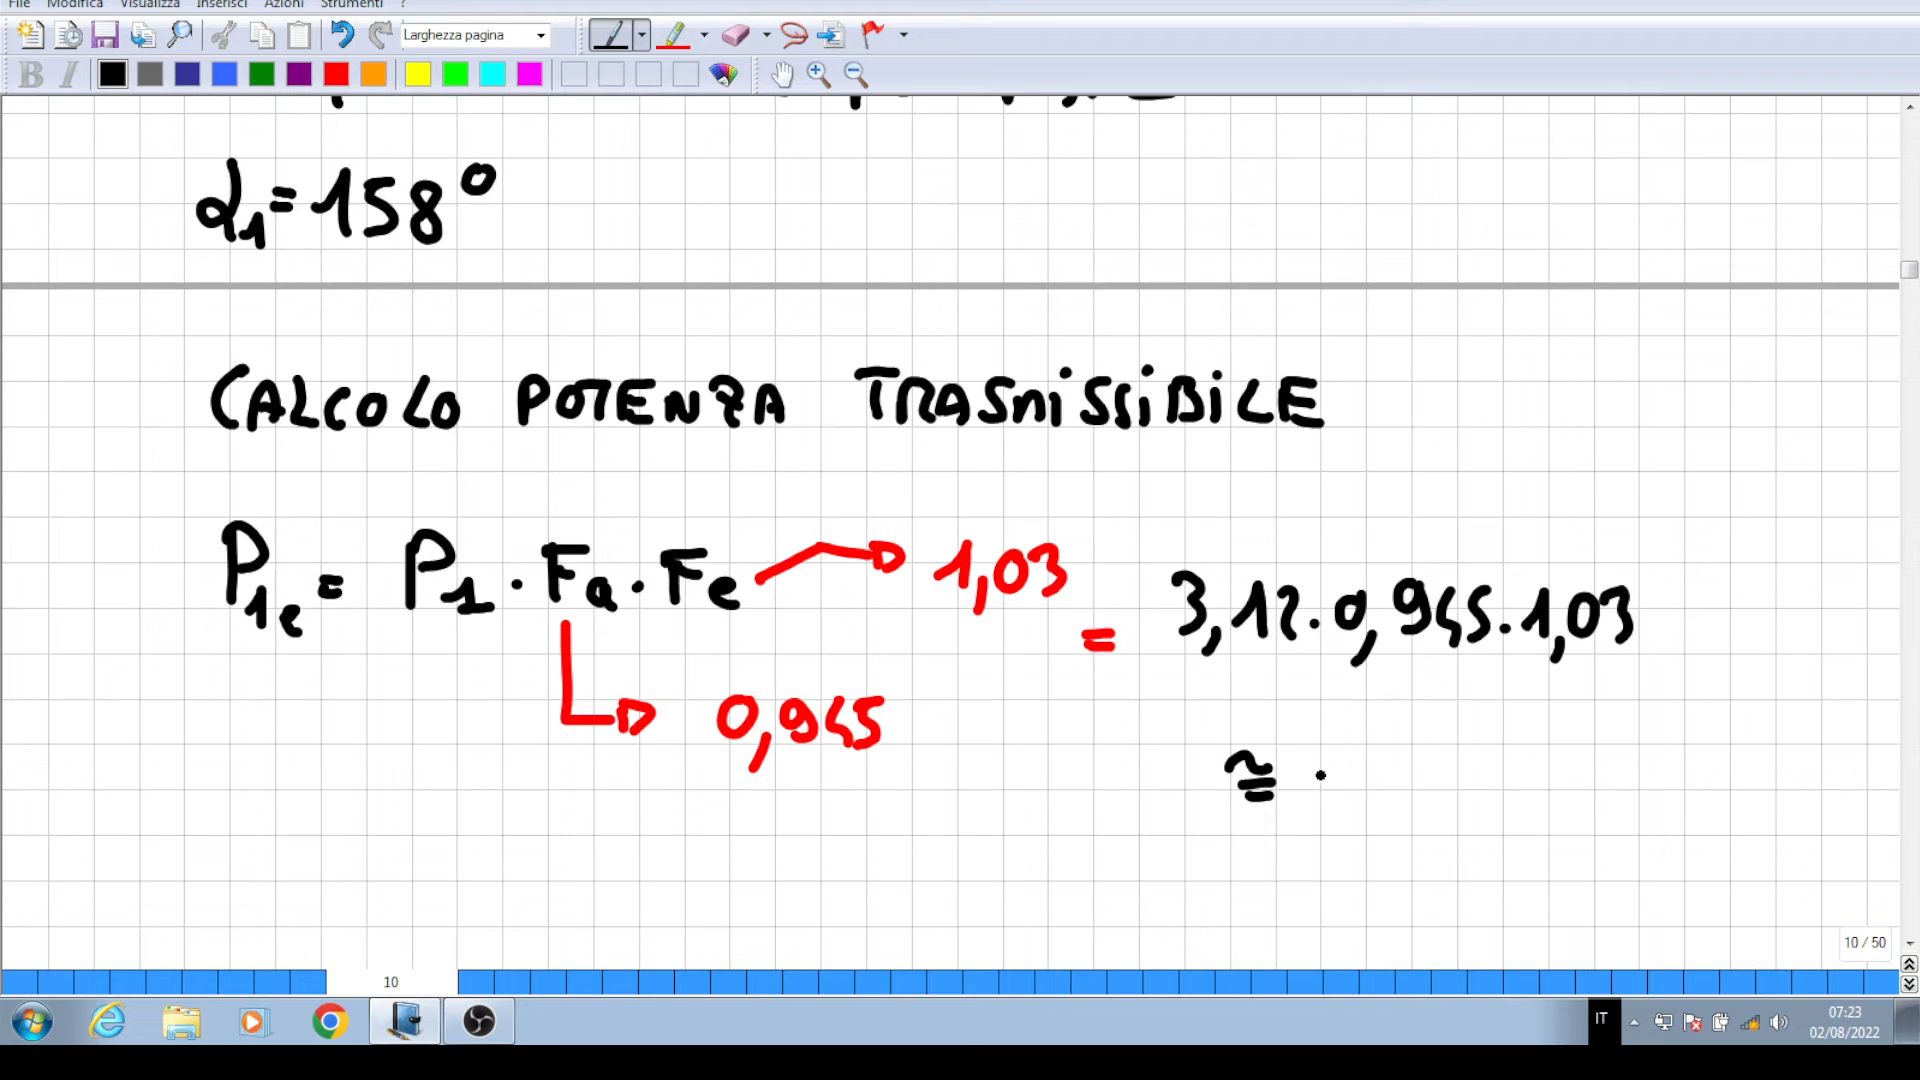 File Modifica Visualizza Inserisci Azioni Strumenti ?
Larghezza pagina
B I
α1 = 158°
CALCOLO POTENZA TRASMISSIBILE
P1e = P1 · Fa · Fe 1,03 = 3,12 · 0,945 · 1,03
0,945
≅
10 / 50
10
IT
07:23
02/08/2022